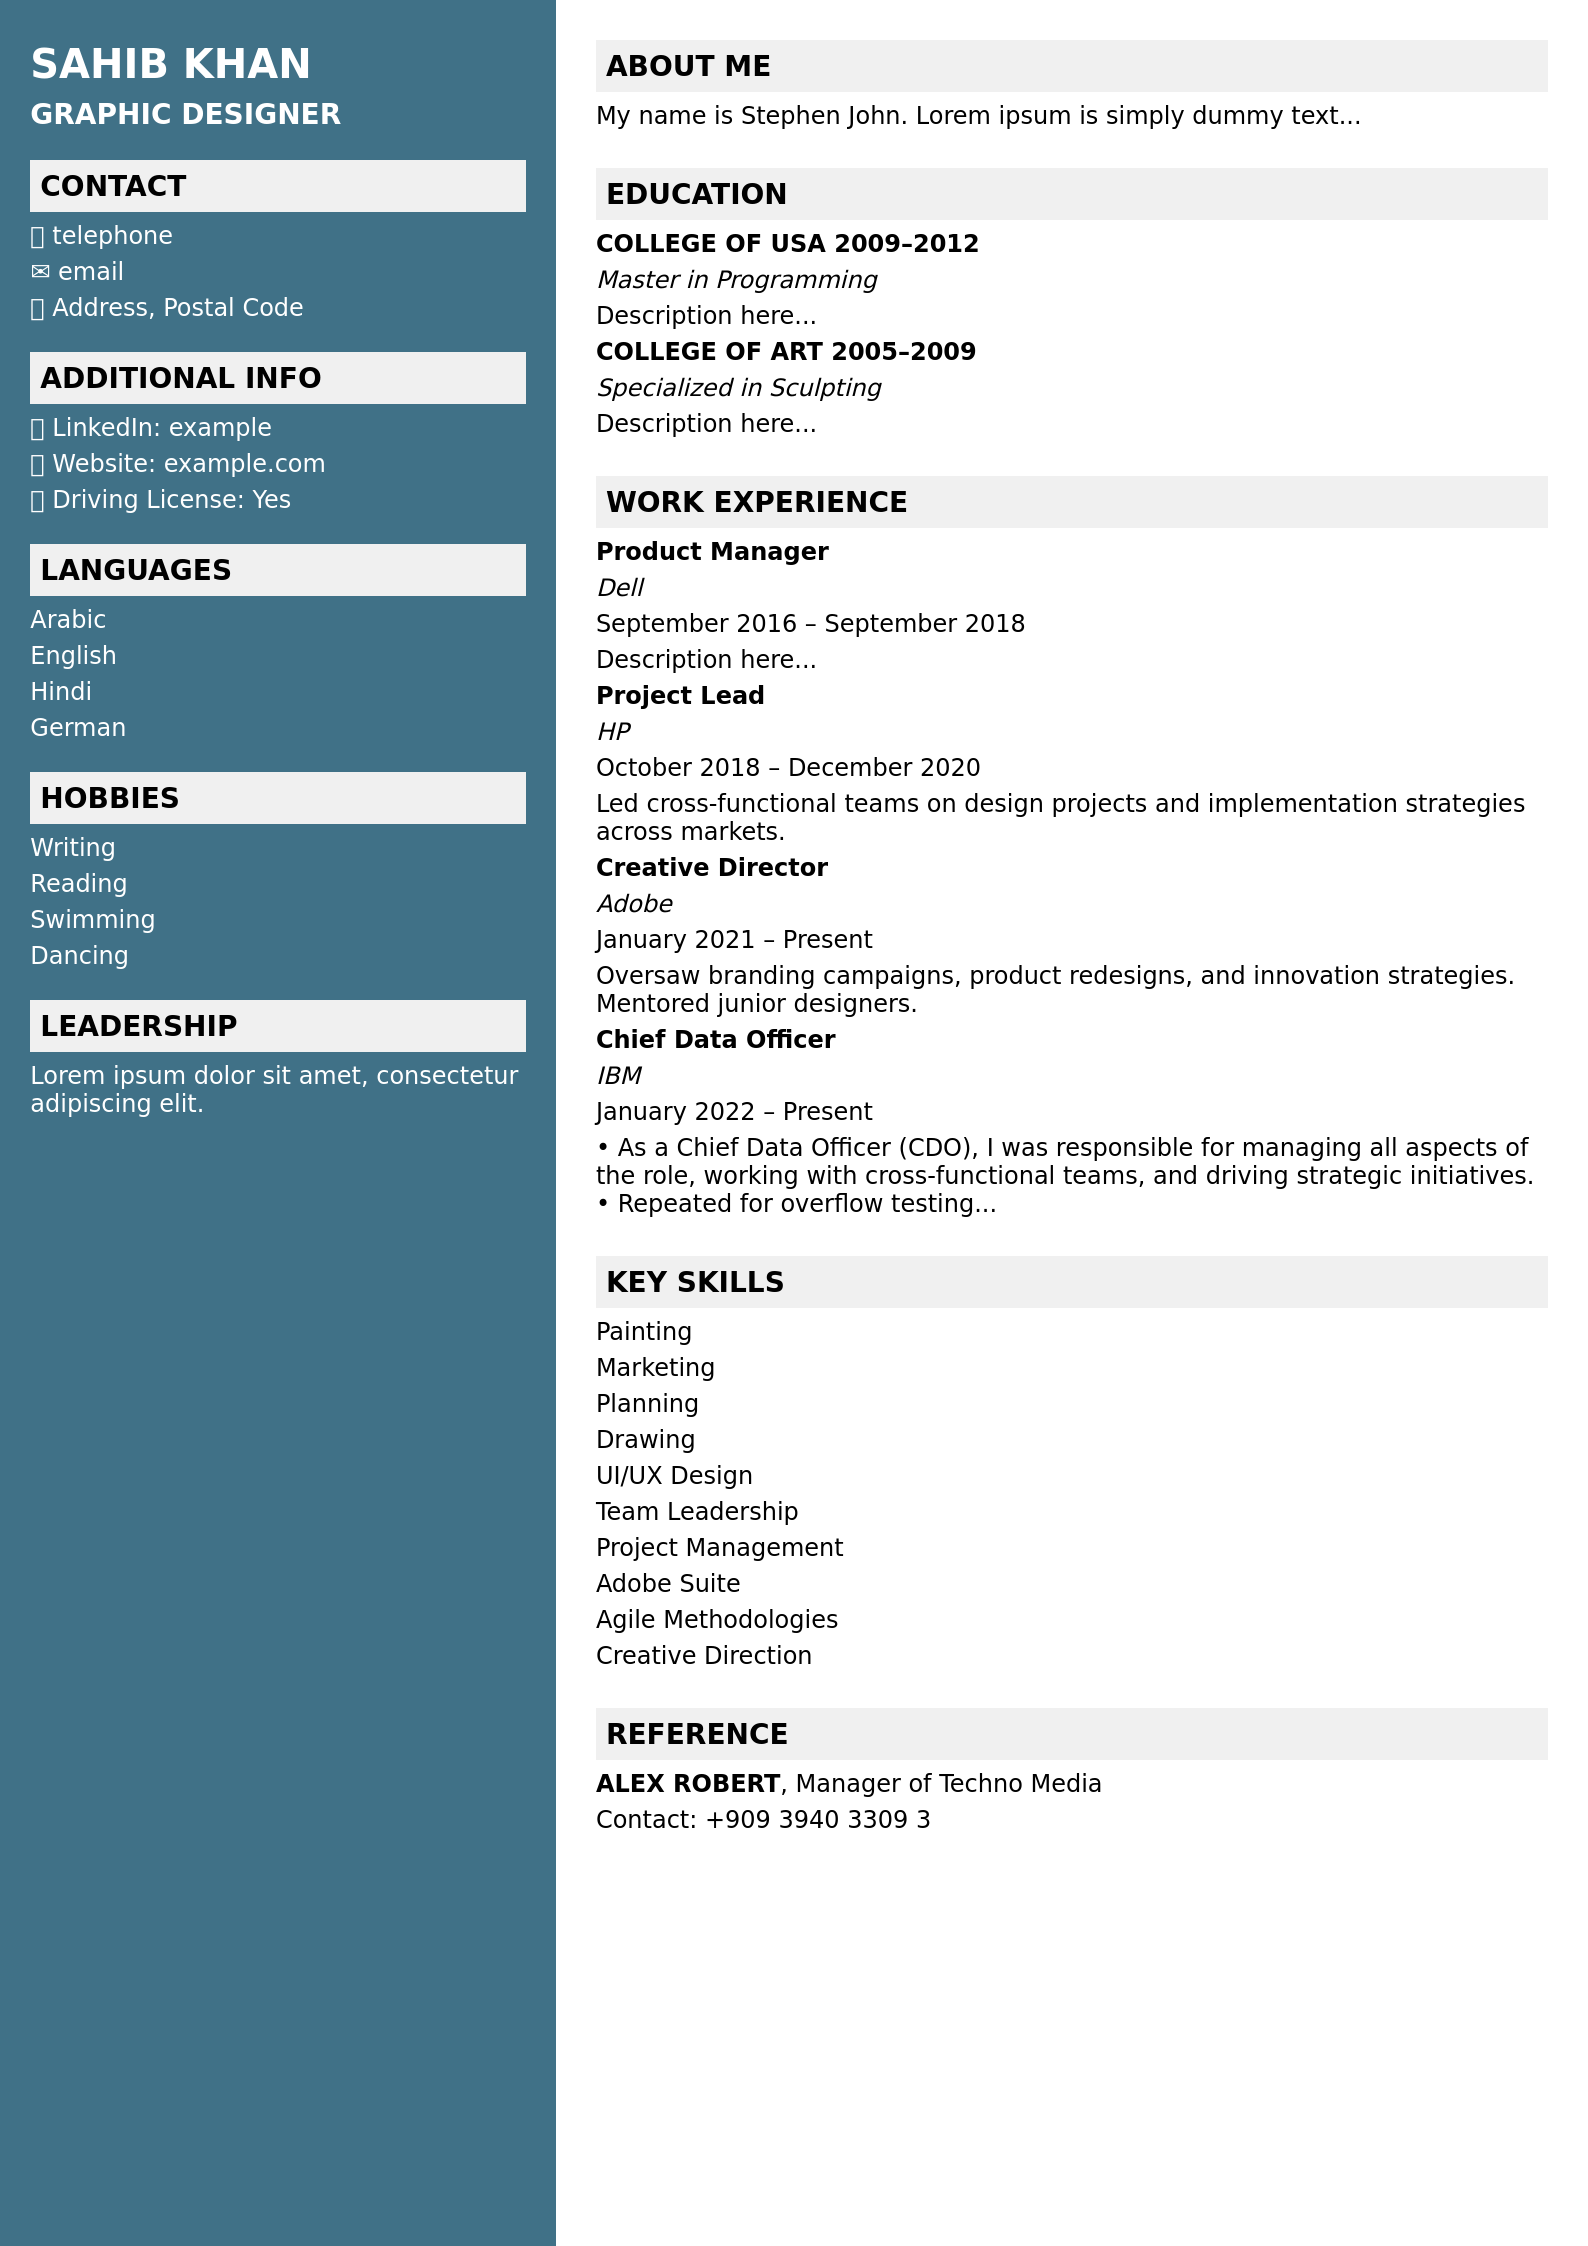 SAHIB KHAN
GRAPHIC DESIGNER
CONTACT
telephone
✉ email
Address, Postal Code
ADDITIONAL INFO
LinkedIn: example
Website: example.com
Driving License: Yes
LANGUAGES
Arabic
English
Hindi
German
HOBBIES
Writing
Reading
Swimming
Dancing
LEADERSHIP
Lorem ipsum dolor sit amet, consectetur
adipiscing elit.
ABOUT ME
My name is Stephen John. Lorem ipsum is simply dummy text...
EDUCATION
COLLEGE OF USA 2009–2012
Master in Programming
Description here...
COLLEGE OF ART 2005–2009
Specialized in Sculpting
Description here...
WORK EXPERIENCE
Product Manager
Dell
September 2016 – September 2018
Description here...
Project Lead
HP
October 2018 – December 2020
Led cross-functional teams on design projects and implementation strategies
across markets.
Creative Director
Adobe
January 2021 – Present
Oversaw branding campaigns, product redesigns, and innovation strategies.
Mentored junior designers.
Chief Data Officer
IBM
January 2022 – Present
• As a Chief Data Officer (CDO), I was responsible for managing all aspects of
the role, working with cross-functional teams, and driving strategic initiatives.
• Repeated for overflow testing...
KEY SKILLS
Painting
Marketing
Planning
Drawing
UI/UX Design
Team Leadership
Project Management
Adobe Suite
Agile Methodologies
Creative Direction
REFERENCE
ALEX ROBERT, Manager of Techno Media
Contact: +909 3940 3309 3